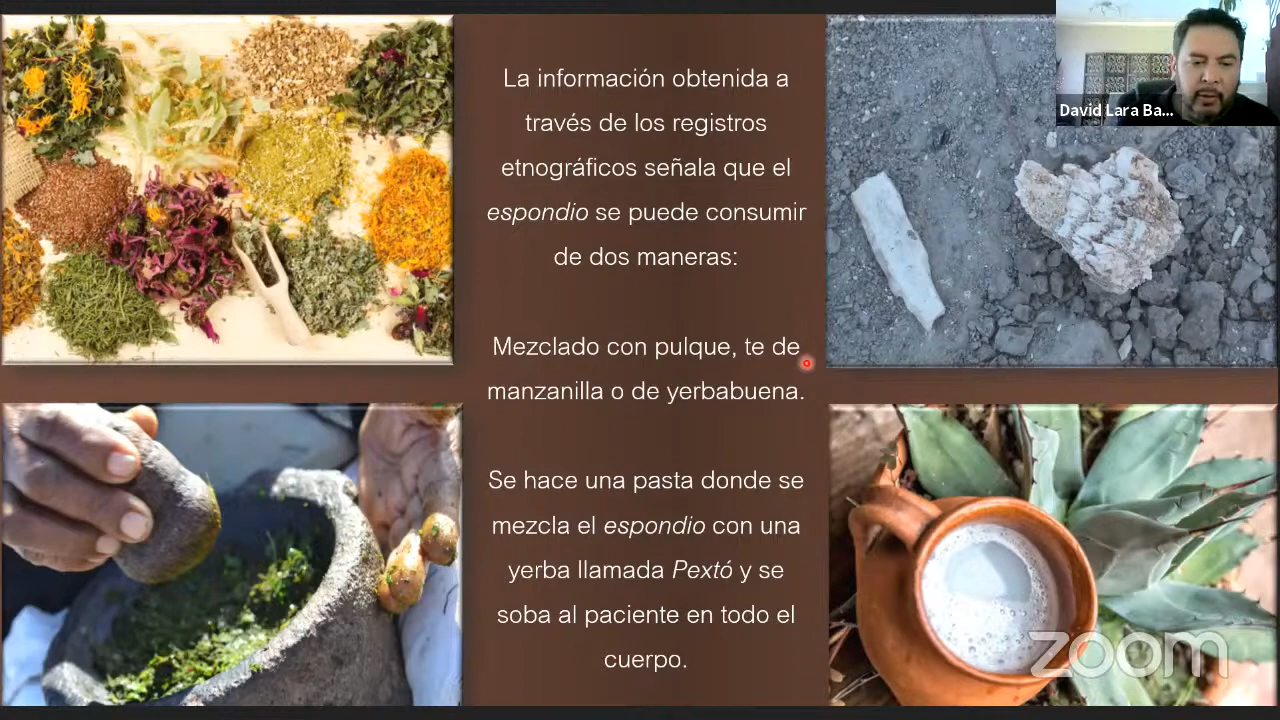 La información obtenida a
través de los registros
etnográficos señala que el
espondio se puede consumir
de dos maneras:
Mezclado con pulque, te de
manzanilla o de yerbabuena.
Se hace una pasta donde se
mezcla el espondio con una
yerba llamada Pextó y se
soba al paciente en todo el
cuerpo.
David Lara Ba...
zoom